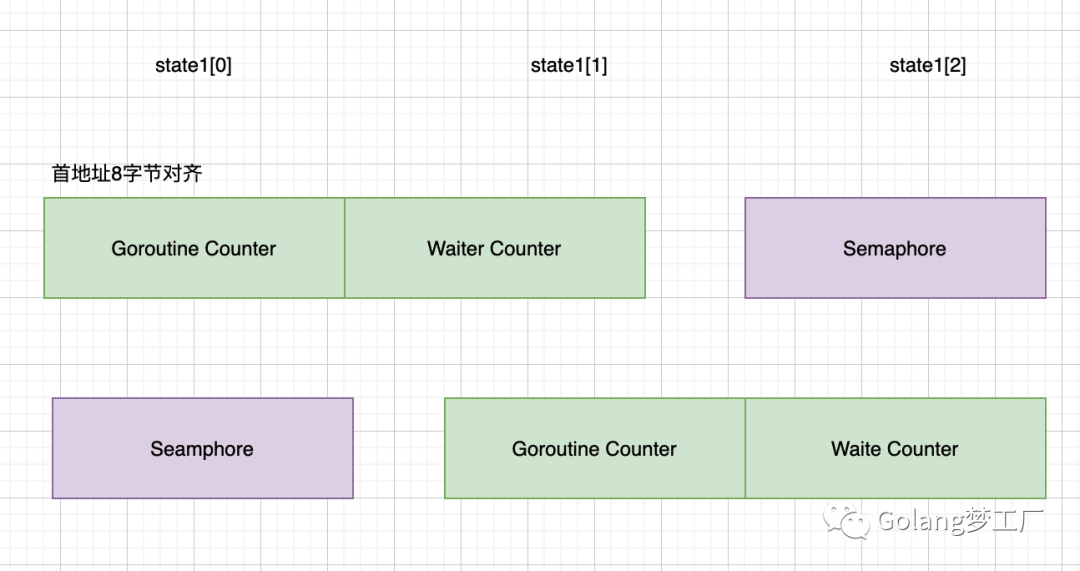 state1[0] state1[1] state1[2]
首地址8字节对齐
Goroutine Counter Waiter Counter Semaphore
Seamphore Goroutine Counter Waite Counter
Golang梦工厂